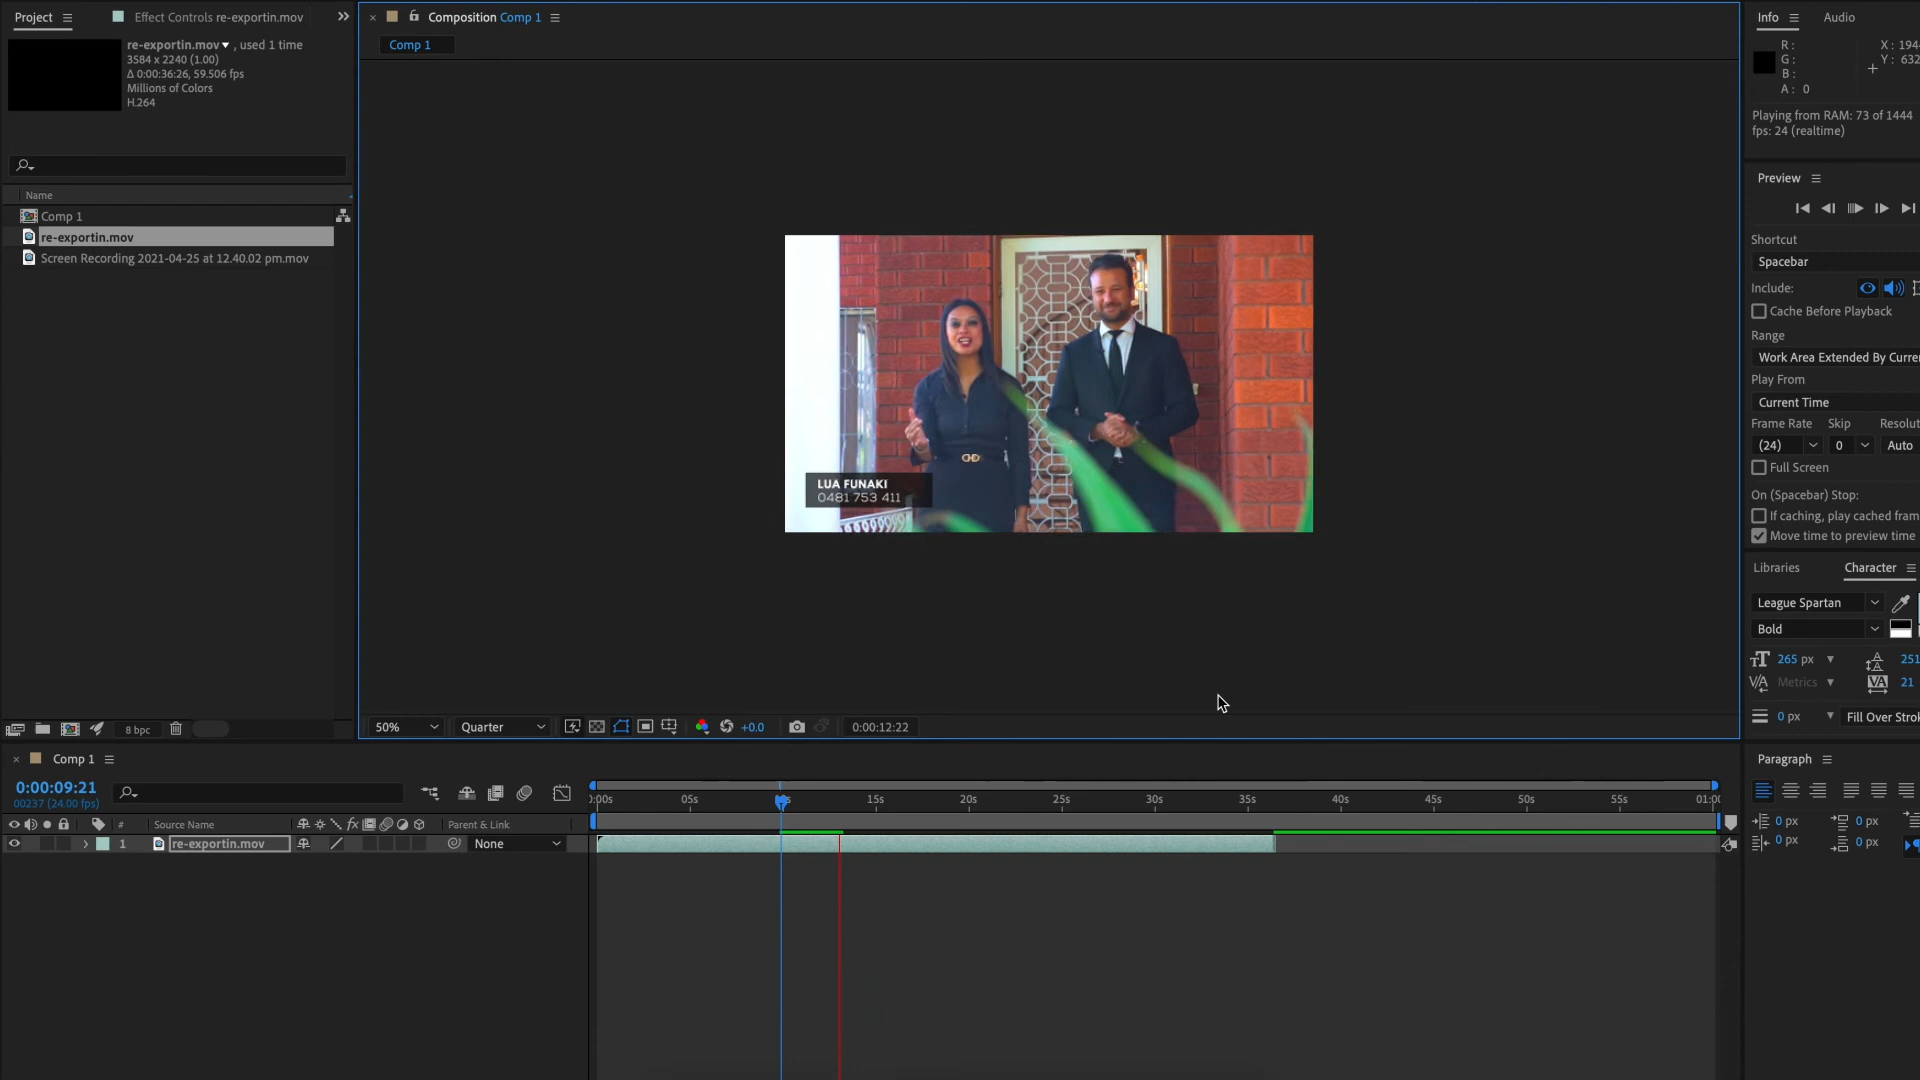 Project
Effect Controls re-exportin.mov
re-exportin.mov , used 1 time
3584 x 2240 (1.00)
Δ 0:00:36:26, 59.506 fps
Millions of Colors
H.264
Name
Comp 1
re-exportin.mov
Screen Recording 2021-04-25 at 12.40.02 pm.mov
8 bpc
Composition Comp 1
Comp 1
LUA FUNAKI
0481 753 411
50%
Quarter
+0.0
0:00:12:22
Info
Audio
R :
G :
B :
A : 0
X : 194
Y : 632
Playing from RAM: 73 of 1444
fps: 24 (realtime)
Preview
Shortcut
Spacebar
Include:
Cache Before Playback
Range
Work Area Extended By Curre
Play From
Current Time
Frame Rate Skip Resolut
(24) 0 Auto
Full Screen
On (Spacebar) Stop:
If caching, play cached fram
Move time to preview time
Libraries
Character
League Spartan
Bold
265 px
251
Metrics
21
0 px
Fill Over Strok
Comp 1
0:00:09:21
00237 (24.00 fps)
# Source Name
fx
Parent & Link
1 re-exportin.mov
None
0:00s 05s 15s 20s 25s 30s 35s 40s 45s 50s 55s 01:00
Paragraph
0 px
0 px
0 px
0 px